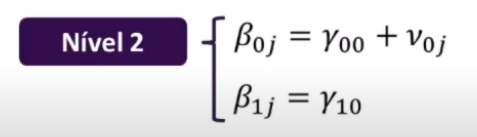 Nível 2
β₀ⱼ = γ₀₀ + ν₀ⱼ
β₁ⱼ = γ₁₀